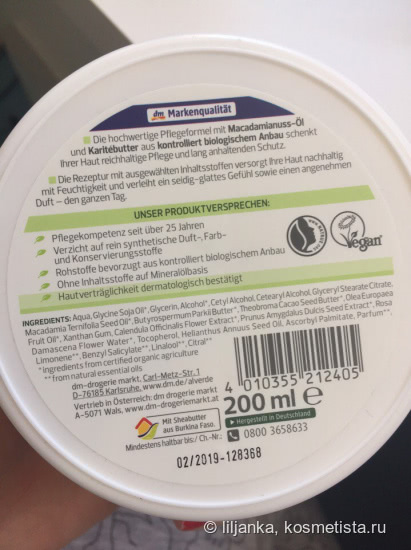 dm Markenqualität
Die hochwertige Pflegeformel mit Macadamianuss-Öl
und Karitébutter aus kontrolliert biologischem Anbau schenkt
Ihrer Haut reichhaltige Pflege und lang anhaltenden Schutz.
Die Rezeptur mit ausgewählten Inhaltsstoffen versorgt Ihre Haut nachhaltig
mit Feuchtigkeit und verleiht ein seidig-glattes Gefühl sowie einen angenehmen
Duft – den ganzen Tag.
UNSER PRODUKTVERSPRECHEN:
Pflegekompetenz seit über 25 Jahren
Verzicht auf rein synthetische Duft-, Farb-
und Konservierungsstoffe
Rohstoffe bevorzugt aus kontrolliert biologischem Anbau
Ohne Inhaltsstoffe auf Mineralölbasis
Hautverträglichkeit dermatologisch bestätigt
Vegan
INGREDIENTS: Aqua, Glycine Soja Oil*, Glycerin, Alcohol*, Cetyl Alcohol, Cetearyl Alcohol, Glyceryl Stearate Citrate,
Macadamia Ternifolia Seed Oil*, Butyrospermum Parkii Butter*, Theobroma Cacao Seed Butter*, Olea Europaea
Fruit Oil*, Xanthan Gum, Calendula Officinalis Flower Extract*, Prunus Amygdalus Dulcis Seed Extract*, Rosa
Damascena Flower Water*, Tocopherol, Helianthus Annuus Seed Oil, Ascorbyl Palmitate, Parfum**,
Limonene**, Benzyl Salicylate**, Linalool**, Citral**
*ingredients from certified organic agriculture
**from natural essential oils
dm-drogerie markt, Carl-Metz-Str.1
D-76185 Karlsruhe, www.dm.de/alverde
Vertrieb in Österreich: dm drogerie markt
A-5071 Wals, www.dm-drogeriemarkt.at
4 010355 212405
200 ml e
Hergestellt in Deutschland
0800 3658633
Mit Sheabutter
aus Burkina Faso.
Mindestens haltbar bis:/Ch.-Nr.:
02/2019-128368
© liljanka, kosmetista.ru